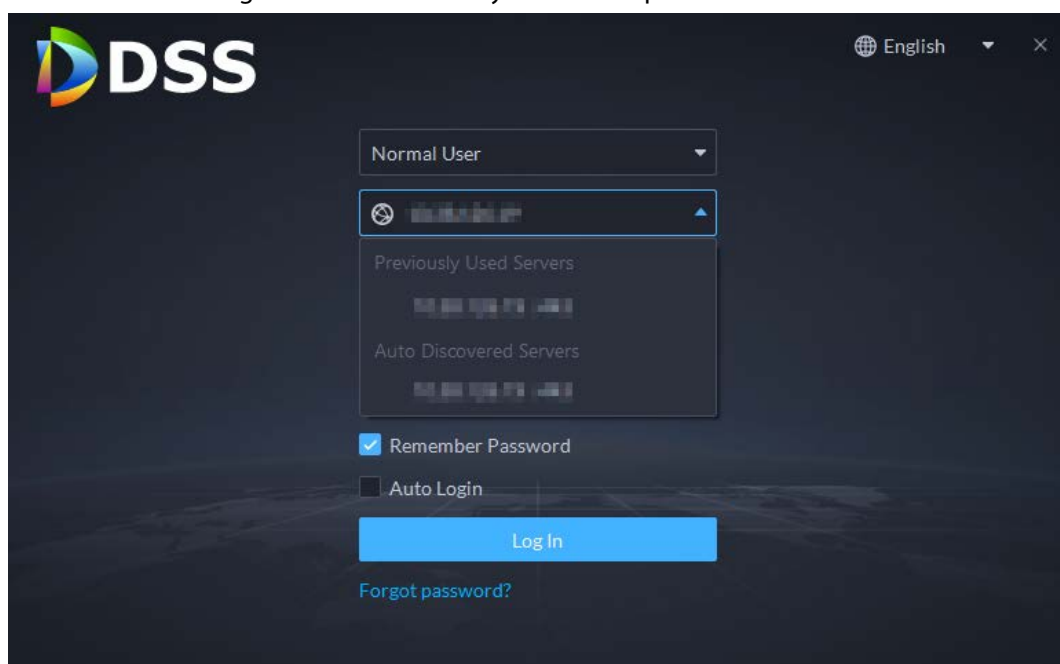 DSS
English
Normal User
Previously Used Servers
Auto Discovered Servers
Remember Password
Auto Login
Log In
Forgot password?